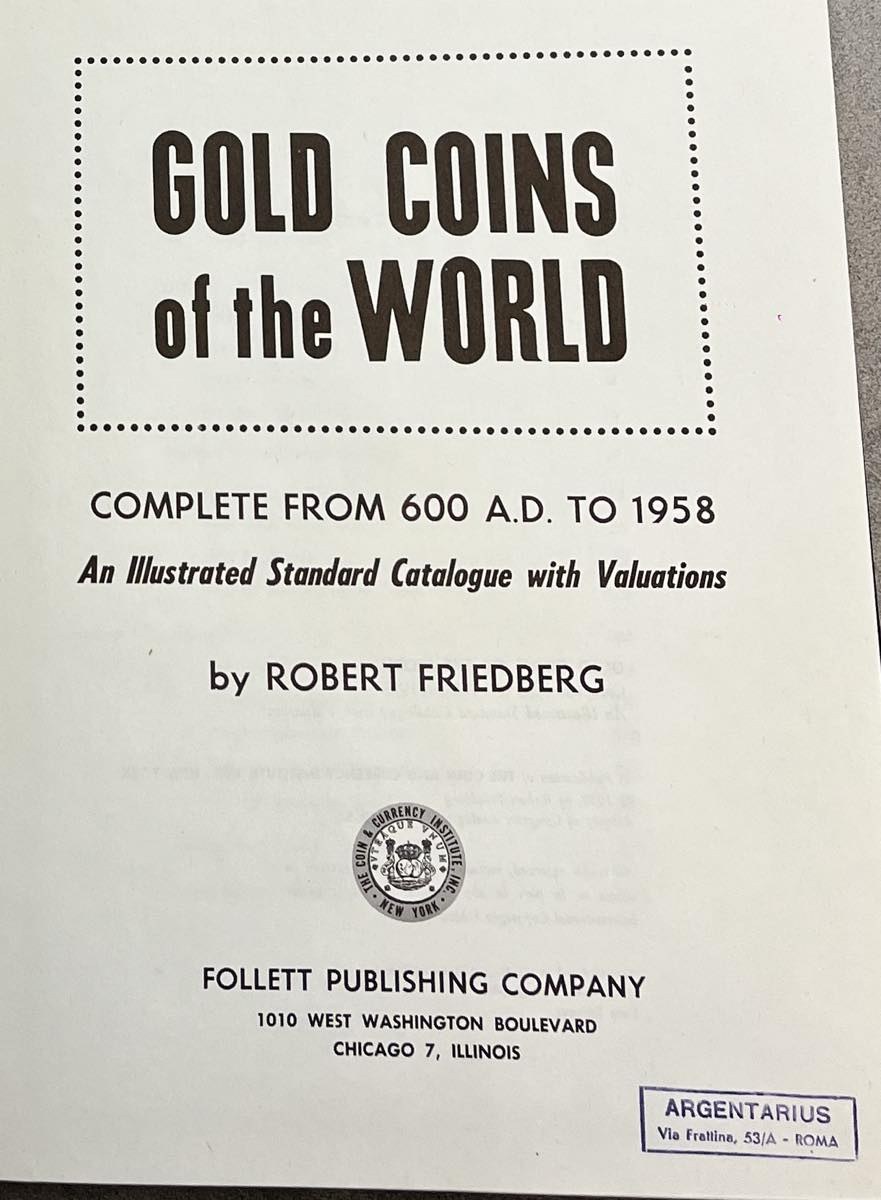 GOLD COINS
of the WORLD
COMPLETE FROM 600 A.D. TO 1958
An Illustrated Standard Catalogue with Valuations
by ROBERT FRIEDBERG
THE COIN & CURRENCY INSTITUTE, INC.
VTRAQUE VNUM
• NEW YORK •
FOLLETT PUBLISHING COMPANY
1010 WEST WASHINGTON BOULEVARD
CHICAGO 7, ILLINOIS
ARGENTARIUS
Via Frattina, 53/A - ROMA